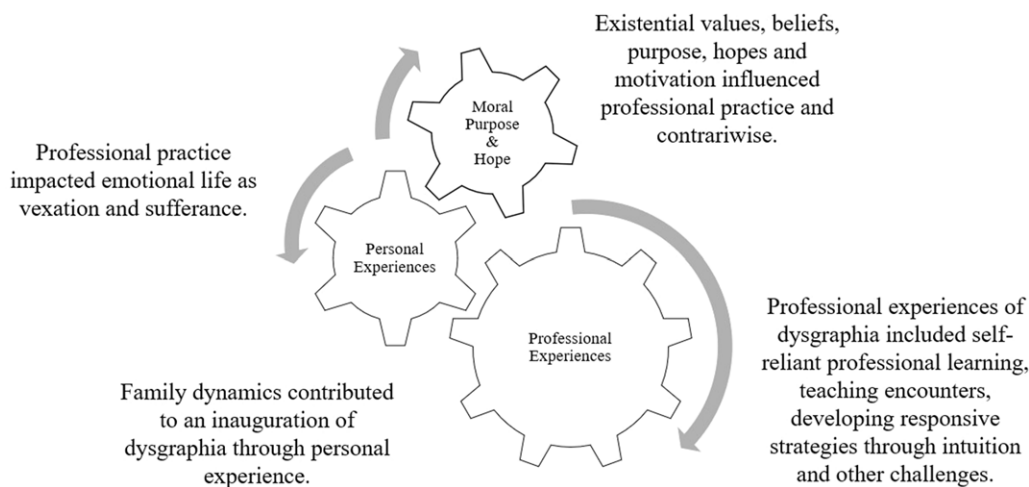 Existential values, beliefs,
purpose, hopes and
motivation influenced
professional practice and
contrariwise.
Moral
Purpose
&
Hope
Professional practice
impacted emotional life as
vexation and sufferance.
Personal
Experiences
Professional
Experiences
Professional experiences of
dysgraphia included self-
reliant professional learning,
teaching encounters,
developing responsive
strategies through intuition
and other challenges.
Family dynamics contributed
to an inauguration of
dysgraphia through personal
experience.